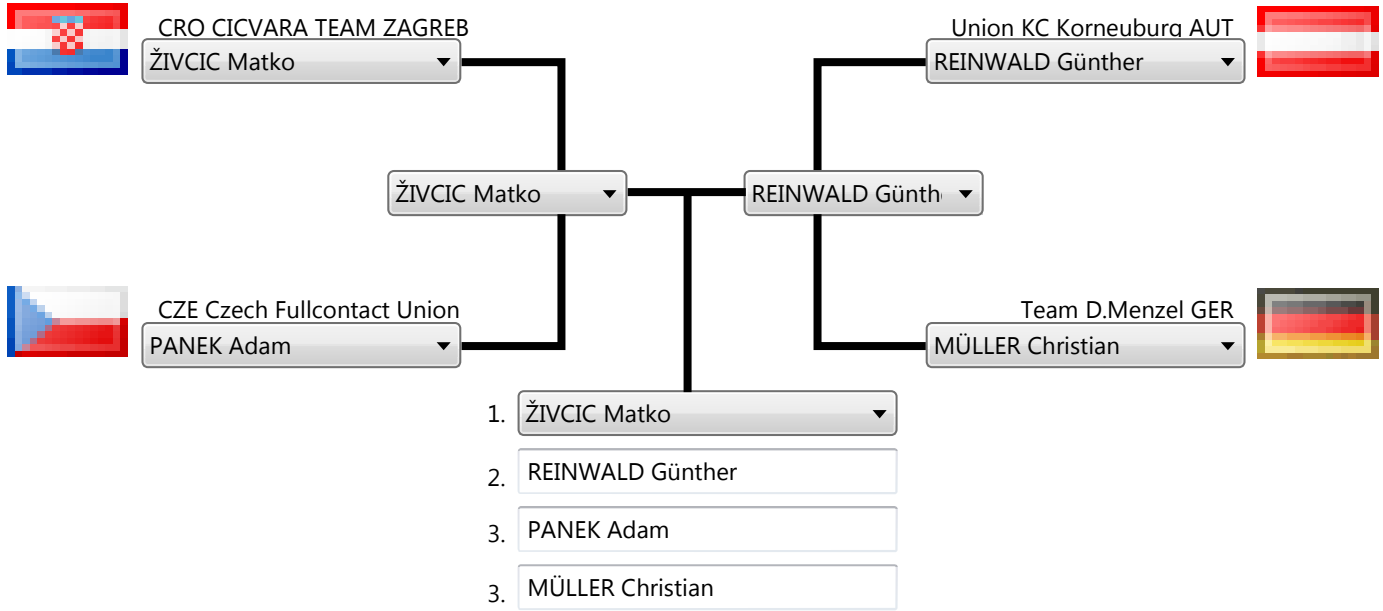 CRO CICVARA TEAM ZAGREB
ŽIVCIC Matko
Union KC Korneuburg AUT
REINWALD Günther
ŽIVCIC Matko
REINWALD Günth
CZE Czech Fullcontact Union
PANEK Adam
Team D.Menzel GER
MÜLLER Christian
1. ŽIVCIC Matko
2. REINWALD Günther
3. PANEK Adam
3. MÜLLER Christian